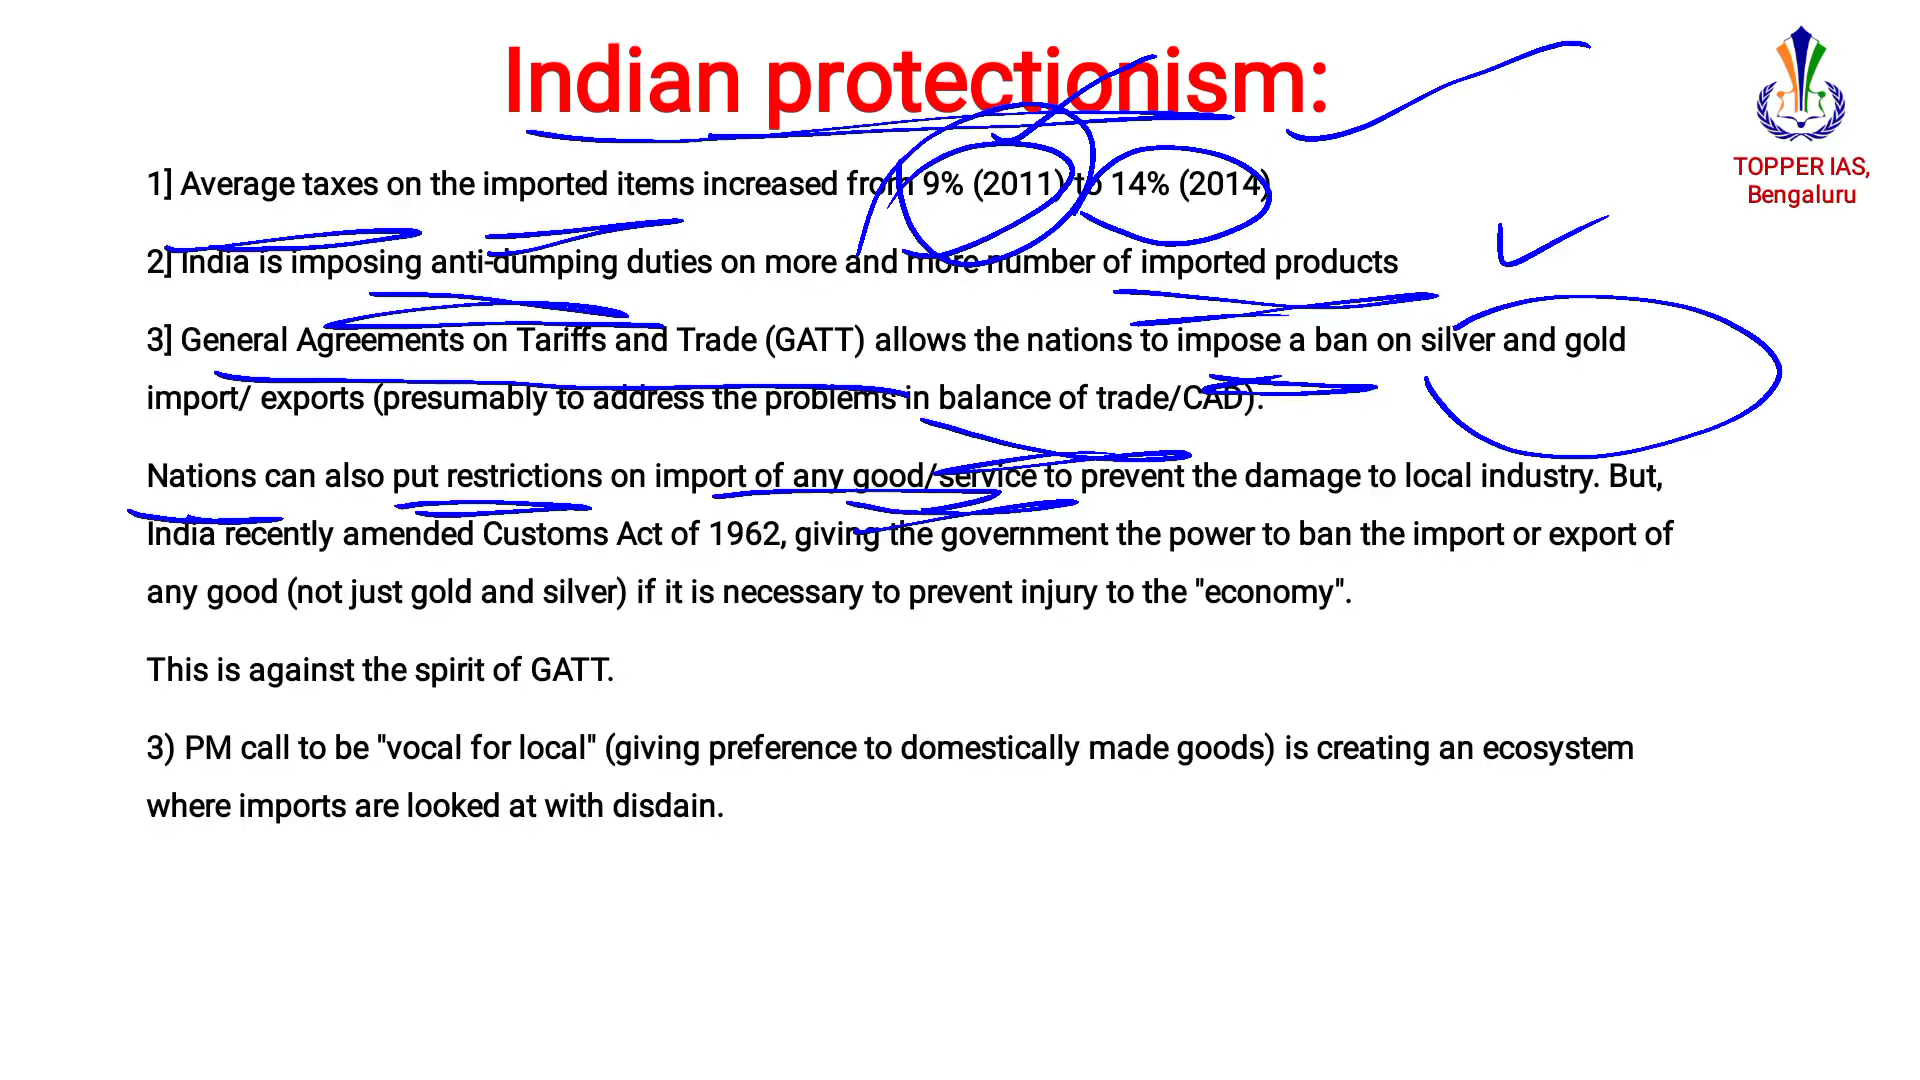 Indian protectionism:
TOPPER IAS,
Bengaluru
1] Average taxes on the imported items increased from 9% (2011) to 14% (2014)
2] India is imposing anti-dumping duties on more and more number of imported products
3] General Agreements on Tariffs and Trade (GATT) allows the nations to impose a ban on silver and gold
import/ exports (presumably to address the problems in balance of trade/CAD).
Nations can also put restrictions on import of any good/service to prevent the damage to local industry. But,
India recently amended Customs Act of 1962, giving the government the power to ban the import or export of
any good (not just gold and silver) if it is necessary to prevent injury to the "economy".
This is against the spirit of GATT.
3) PM call to be "vocal for local" (giving preference to domestically made goods) is creating an ecosystem
where imports are looked at with disdain.